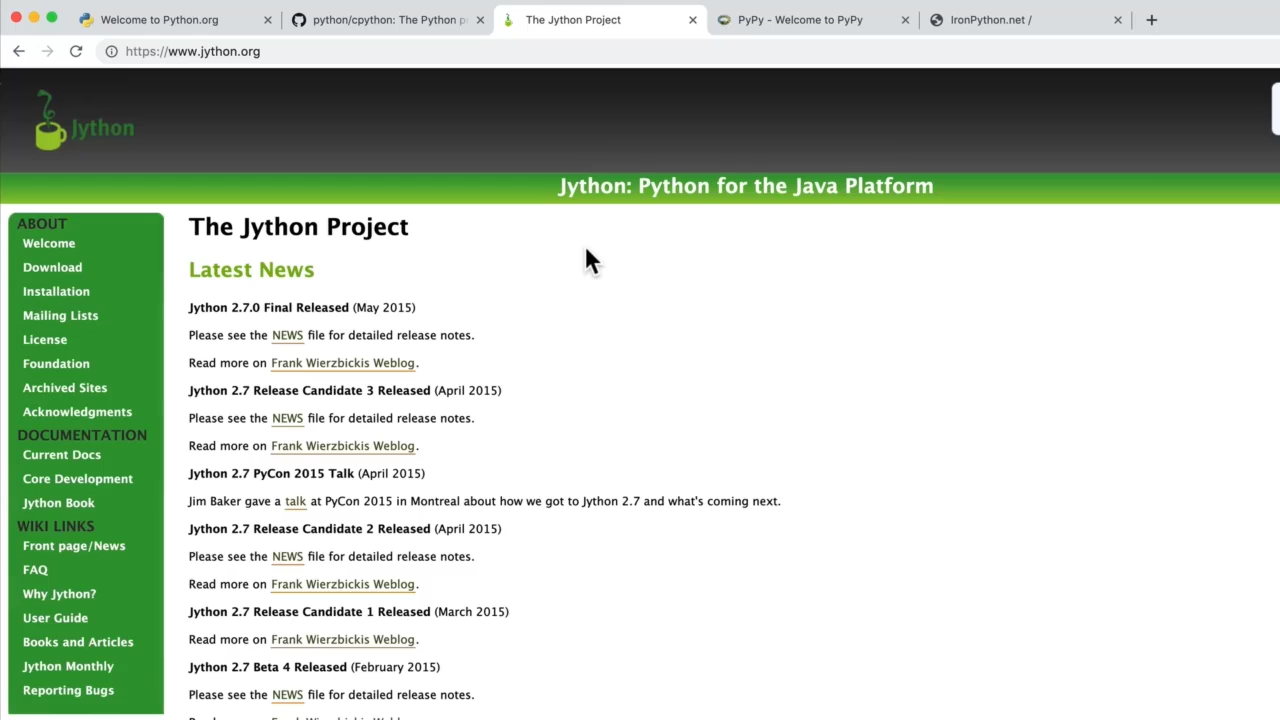 Welcome to Python.org
python/cpython: The Python p
The Jython Project
PyPy - Welcome to PyPy
IronPython.net /
https://www.jython.org
Jython
Jython: Python for the Java Platform
ABOUT
Welcome
Download
Installation
Mailing Lists
License
Foundation
Archived Sites
Acknowledgments
DOCUMENTATION
Current Docs
Core Development
Jython Book
WIKI LINKS
Front page/News
FAQ
Why Jython?
User Guide
Books and Articles
Jython Monthly
Reporting Bugs
The Jython Project
Latest News
Jython 2.7.0 Final Released (May 2015)
Please see the NEWS file for detailed release notes.
Read more on Frank Wierzbickis Weblog.
Jython 2.7 Release Candidate 3 Released (April 2015)
Please see the NEWS file for detailed release notes.
Read more on Frank Wierzbickis Weblog.
Jython 2.7 PyCon 2015 Talk (April 2015)
Jim Baker gave a talk at PyCon 2015 in Montreal about how we got to Jython 2.7 and what's coming next.
Jython 2.7 Release Candidate 2 Released (April 2015)
Please see the NEWS file for detailed release notes.
Read more on Frank Wierzbickis Weblog.
Jython 2.7 Release Candidate 1 Released (March 2015)
Read more on Frank Wierzbickis Weblog.
Jython 2.7 Beta 4 Released (February 2015)
Please see the NEWS file for detailed release notes.